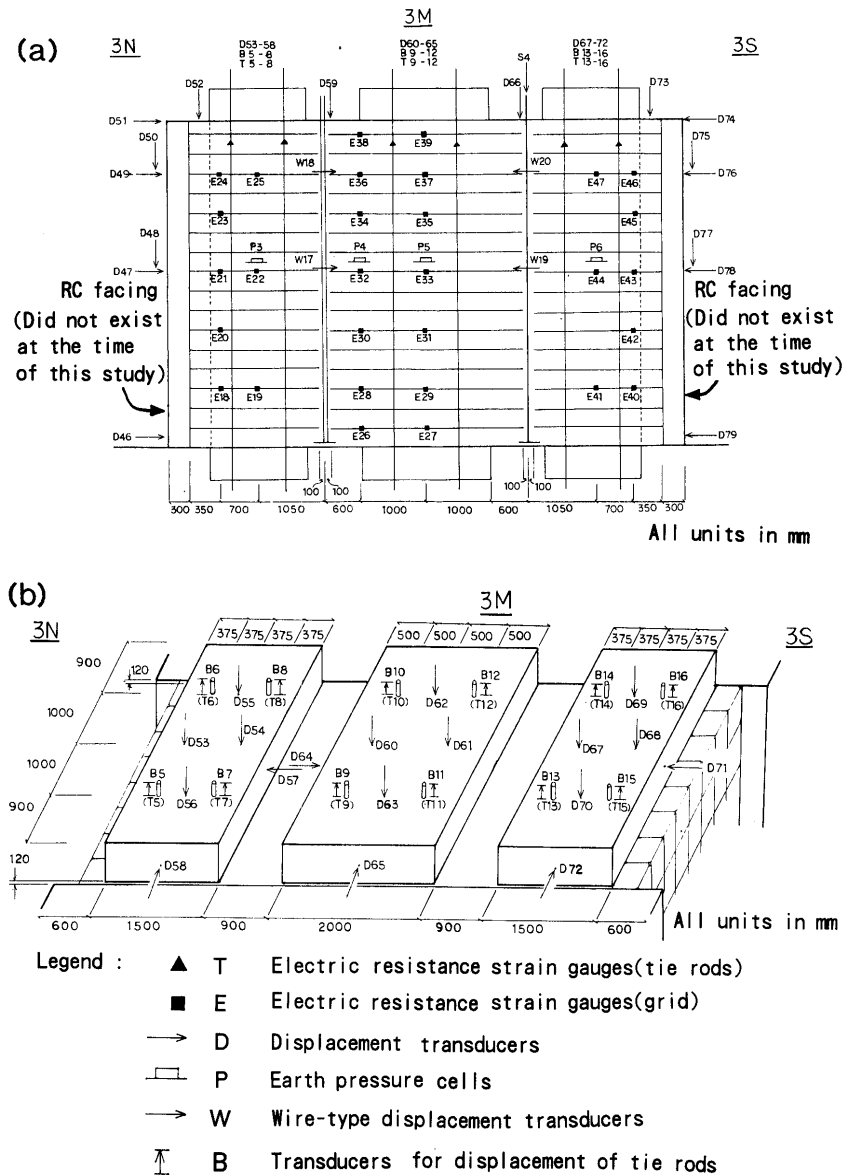 3M
(a)
3N
D53-58
B5-8
T5-8
D60-65
B9-12
T9-12
D67-72
B13-16
T13-16
3S
S4
D52
D59
D66
D73
D51
D74
D50
D75
E38
E39
W18
W20
D49
D76
E24
E25
E36
E37
E47
E46
E23
E34
E35
E45
D48
D77
P3
P4
P5
P6
W17
W19
D47
D78
E21
E22
E32
E33
E44
E43
RC facing
(Did not exist
at the time
of this study)
RC facing
(Did not exist
at the time
of this study)
E20
E30
E31
E42
E18
E19
E28
E29
E41
E40
D46
E26
E27
D79
100
100
100
100
300
350
700
1050
600
1000
1000
600
1050
700
350
300
All units in mm
(b)
3M
3N
3S
375
375
375
375
500
500
500
500
375
375
375
375
900
120
1000
1000
900
120
B6
B8
B10
B12
B14
B16
(T6)
D55
(T8)
(T10)
D62
(T12)
(T14)
D69
(T16)
D53
D54
D64
D57
D60
D61
D67
D68
D71
B5
B7
B9
B11
B13
B15
(T5)
D56
(T7)
(T9)
D63
(T11)
(T13)
D70
(T15)
D58
D65
D72
600
1500
900
2000
900
1500
600
All units in mm
Legend :
T Electric resistance strain gauges(tie rods)
E Electric resistance strain gauges(grid)
D Displacement transducers
P Earth pressure cells
W Wire-type displacement transducers
B Transducers for displacement of tie rods